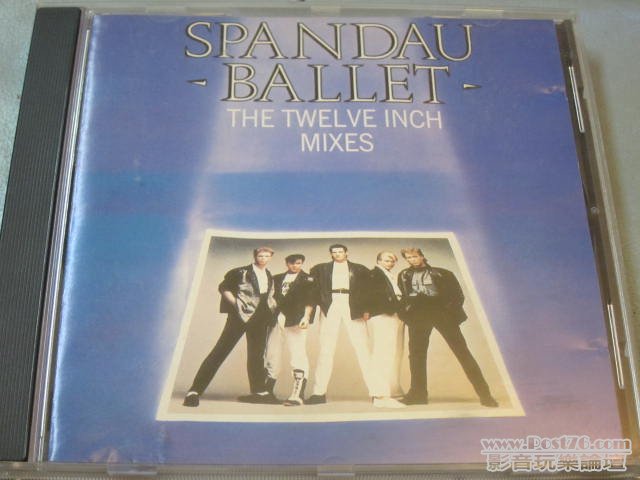 SPANDAU
- BALLET -
THE TWELVE INCH
MIXES
www.Post76.com
影音玩樂論壇